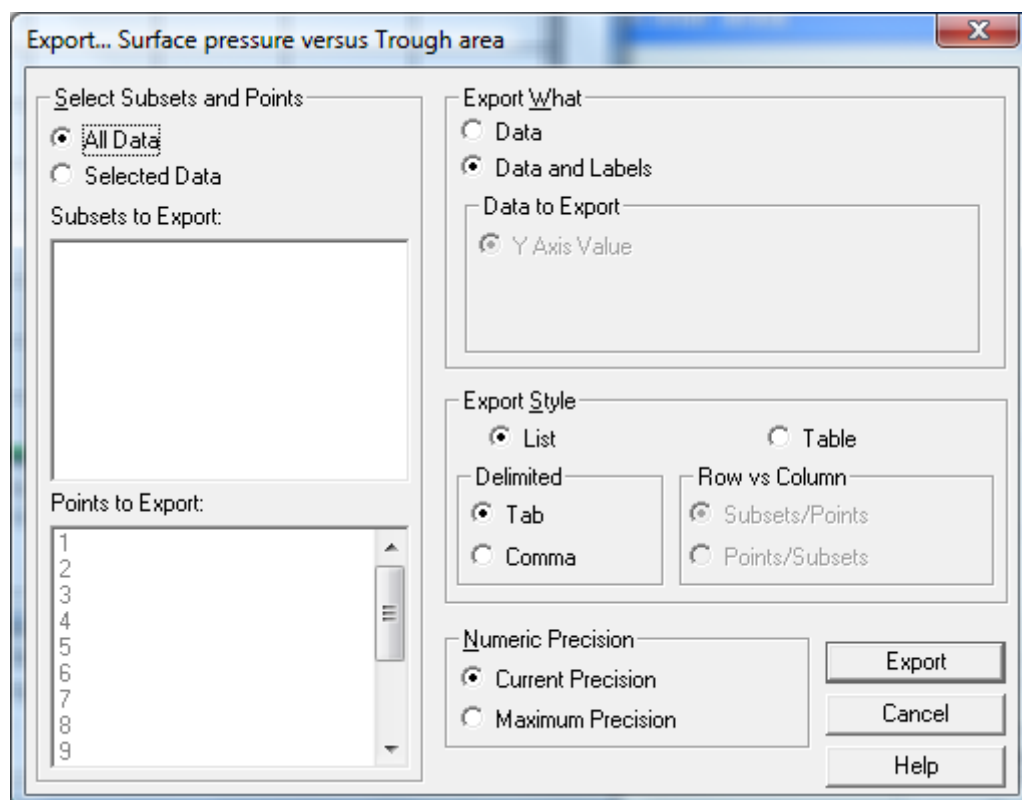 Export... Surface pressure versus Trough area
Select Subsets and Points
All Data
Selected Data
Subsets to Export:
Points to Export:
1
2
3
4
5
6
7
8
9
Export What
Data
Data and Labels
Data to Export
Y Axis Value
Export Style
List
Table
Delimited
Tab
Comma
Row vs Column
Subsets/Points
Points/Subsets
Numeric Precision
Current Precision
Maximum Precision
Export
Cancel
Help